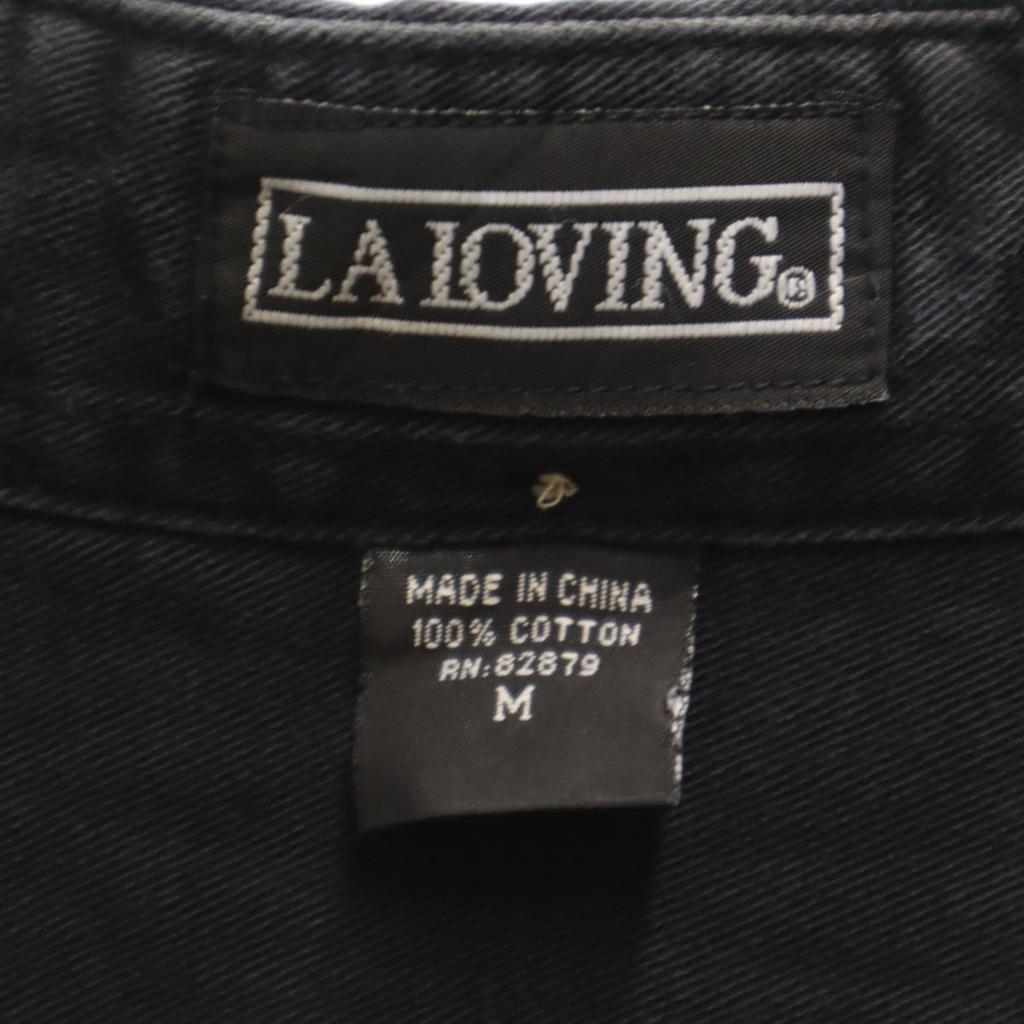 LA LOVING®
MADE IN CHINA
100% COTTON
RN:82879
M